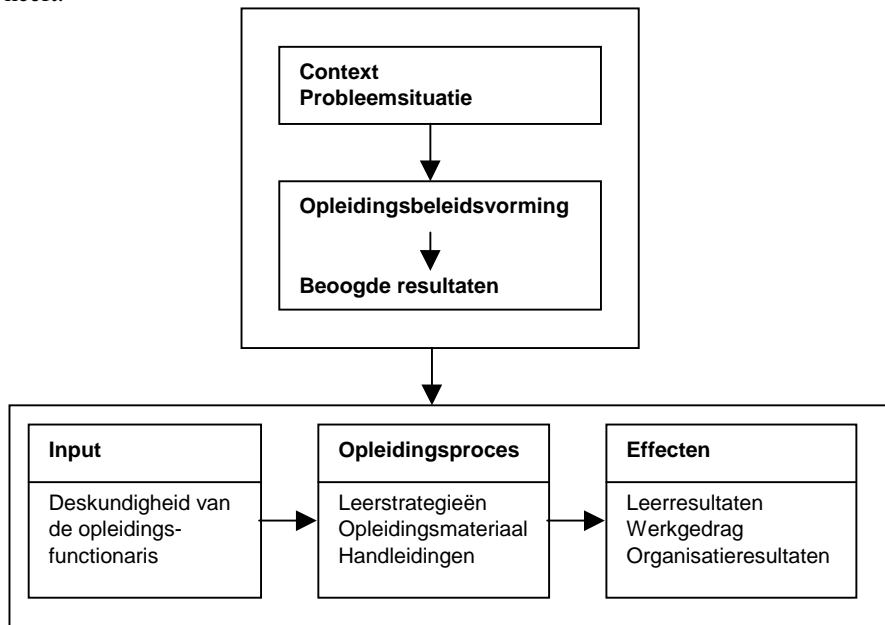 Context
Probleemsituatie
Opleidingsbeleidsvorming
Beoogde resultaten
Input
Deskundigheid van
de opleidings-
functionaris
Opleidingsproces
Leerstrategieën
Opleidingsmateriaal
Handleidingen
Effecten
Leerresultaten
Werkgedrag
Organisatieresultaten